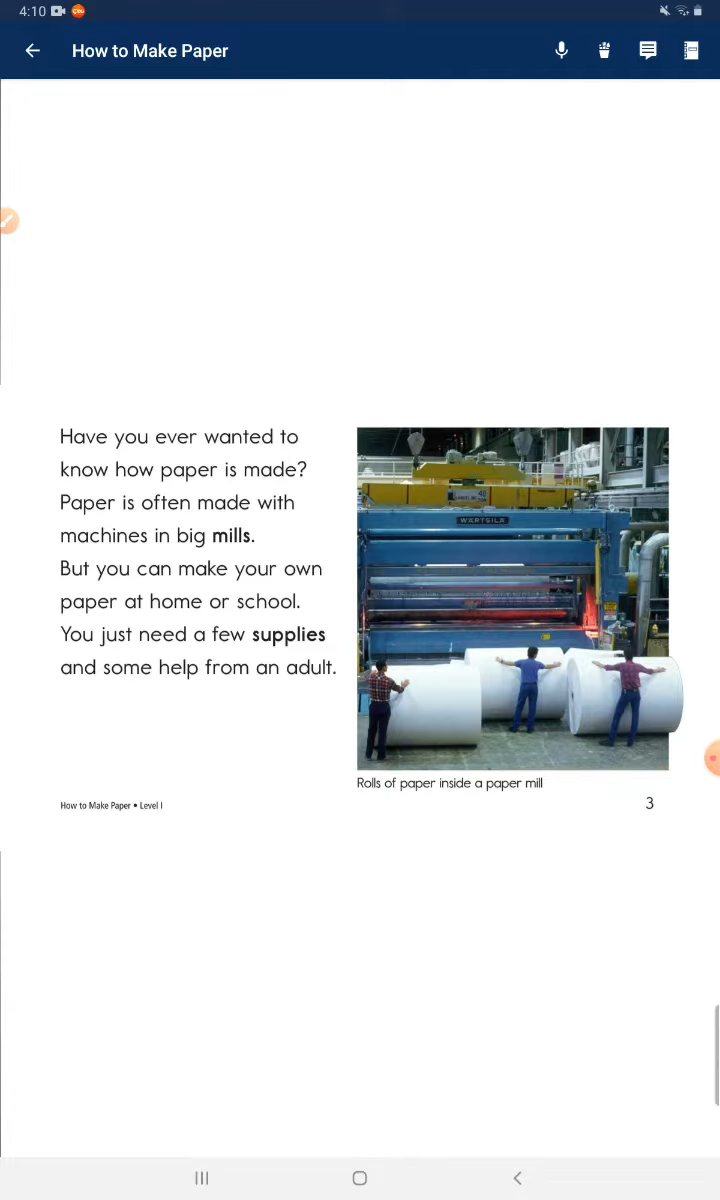 4:10
How to Make Paper
Have you ever wanted to
know how paper is made?
Paper is often made with
machines in big mills.
But you can make your own
paper at home or school.
You just need a few supplies
and some help from an adult.
WÄRTSILÄ
40
Rolls of paper inside a paper mill
How to Make Paper • Level I
3